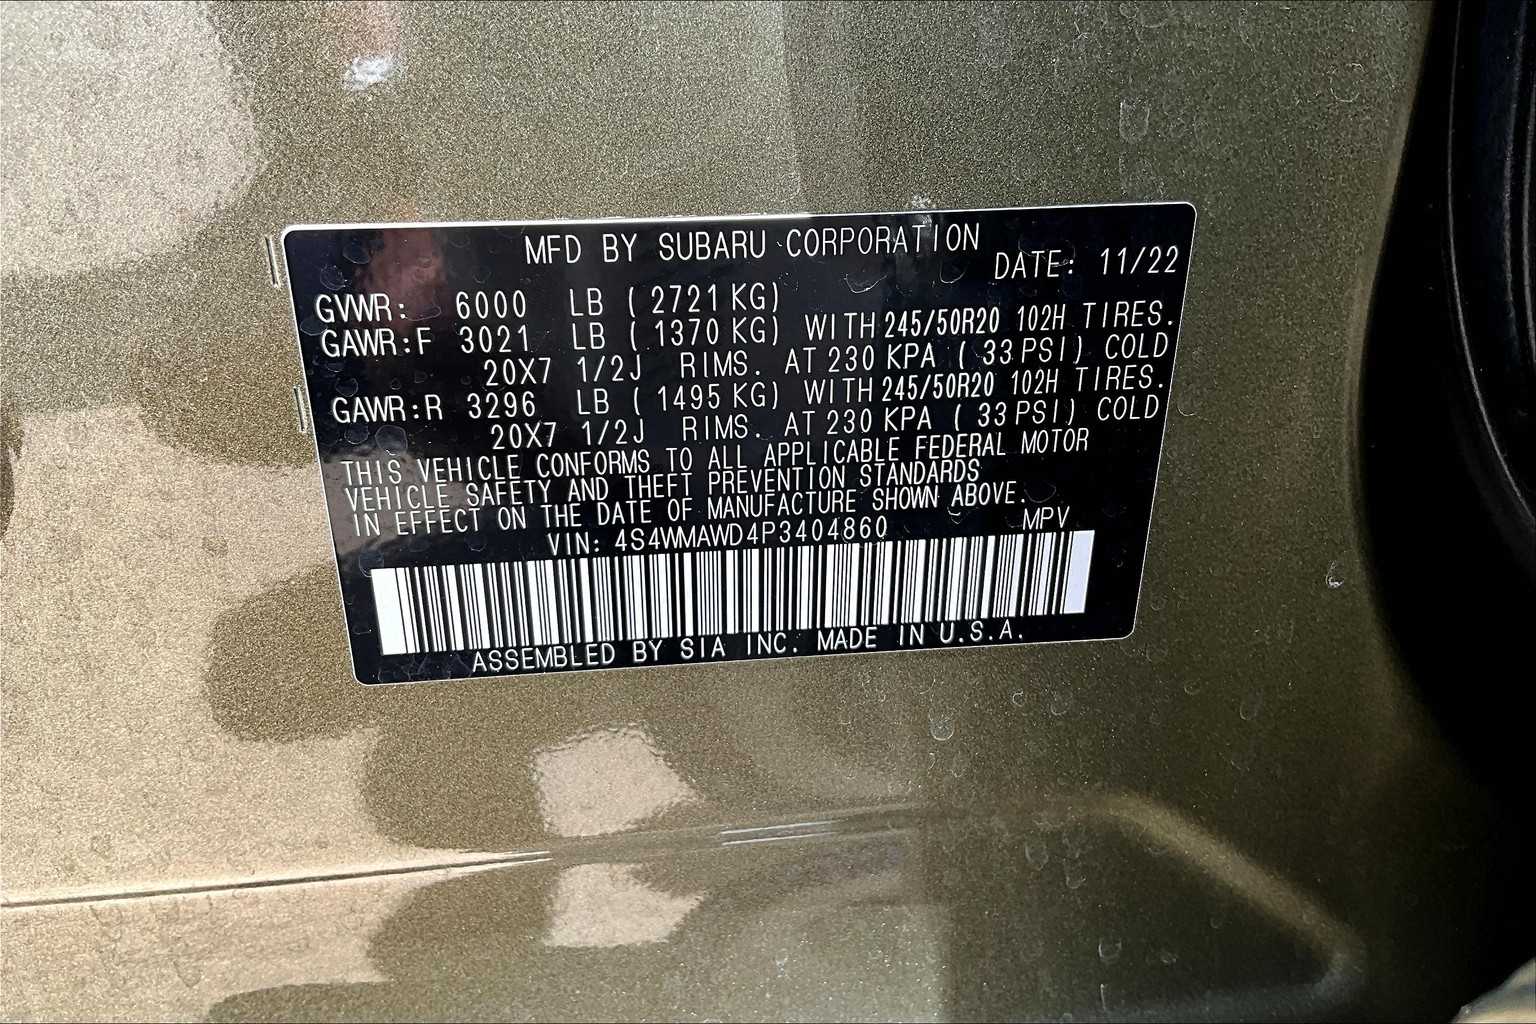 MFD BY SUBARU CORPORATION
DATE: 11/22
GVWR: 6000 LB ( 2721 KG)
GAWR:F 3021 LB ( 1370 KG) WITH 245/50R20 102H TIRES.
20X7 1/2J RIMS. AT 230 KPA ( 33 PSI) COLD
GAWR:R 3296 LB ( 1495 KG) WITH 245/50R20 102H TIRES.
20X7 1/2J RIMS. AT 230 KPA ( 33 PSI) COLD
THIS VEHICLE CONFORMS TO ALL APPLICABLE FEDERAL MOTOR
VEHICLE SAFETY AND THEFT PREVENTION STANDARDS
IN EFFECT ON THE DATE OF MANUFACTURE SHOWN ABOVE.
VIN: 4S4WMAWD4P3404860 MPV
ASSEMBLED BY SIA INC. MADE IN U.S.A.